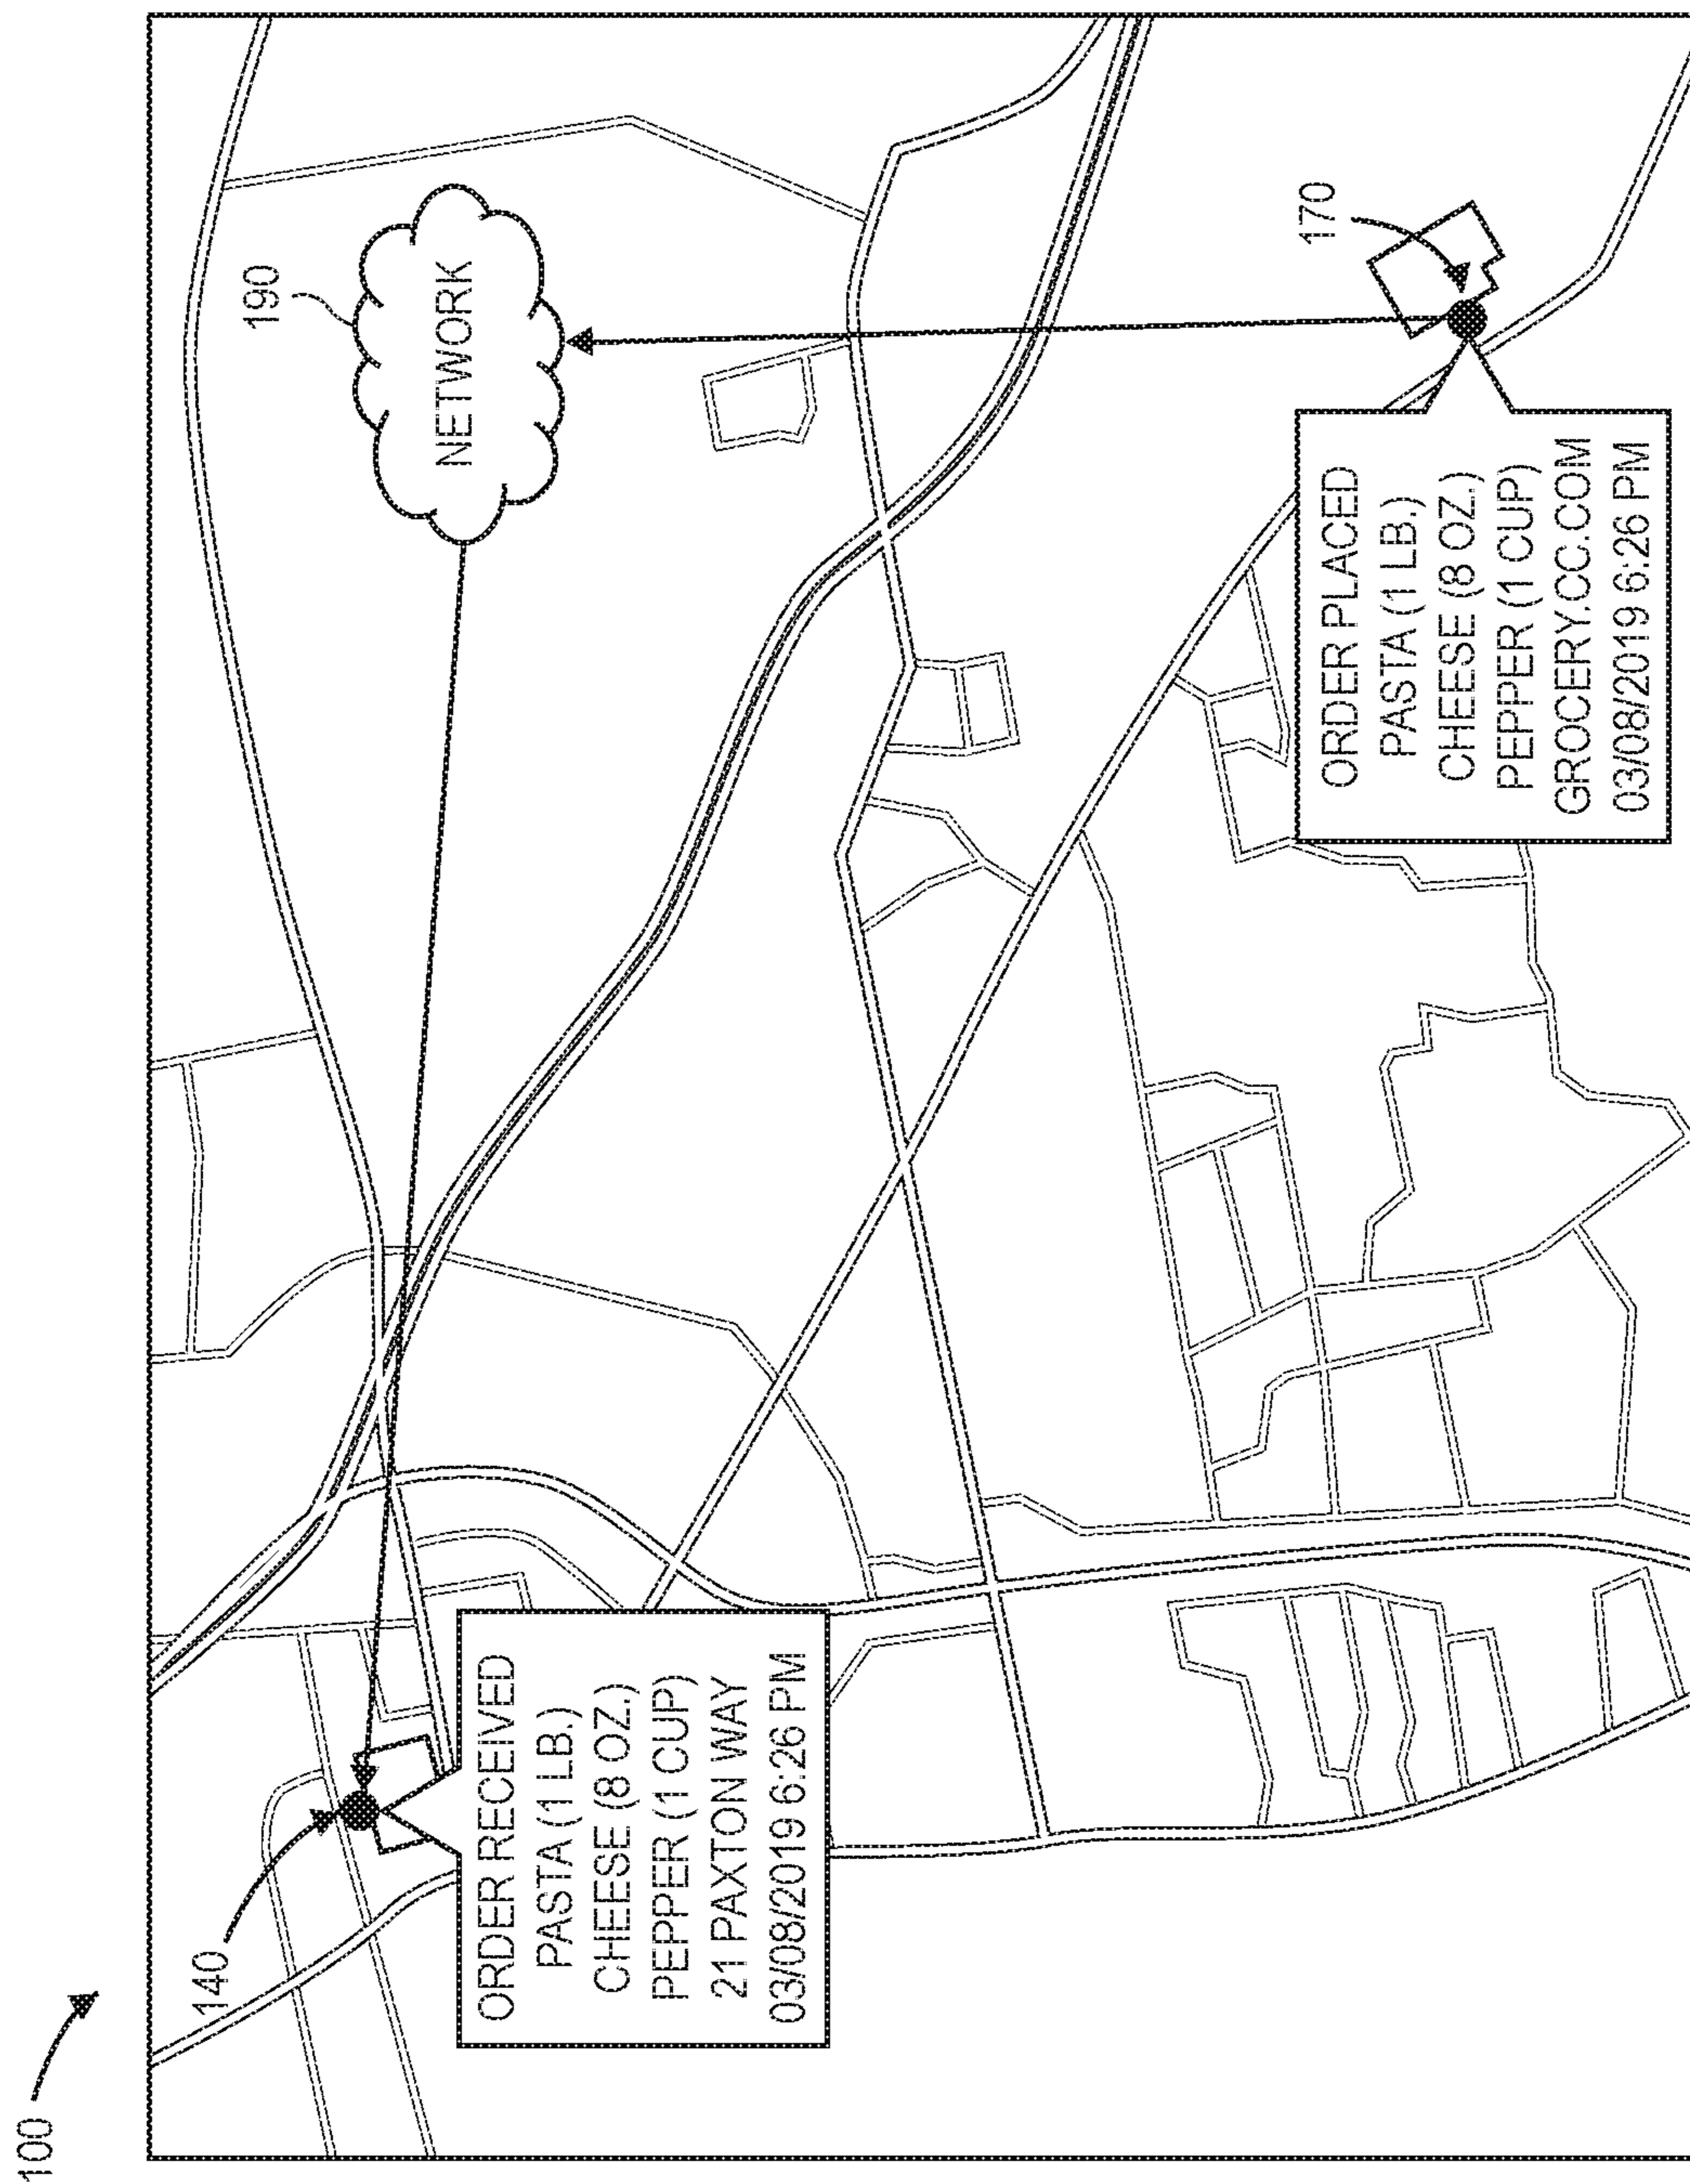 100
140
ORDER RECEIVED
PASTA (1 LB.)
CHEESE (8 OZ.)
PEPPER (1 CUP)
21 PAXTON WAY
03/08/2019 6:26 PM
190
NETWORK
170
ORDER PLACED
PASTA (1 LB.)
CHEESE (8 OZ.)
PEPPER (1 CUP)
GROCERY.CC.COM
03/08/2019 6:26 PM